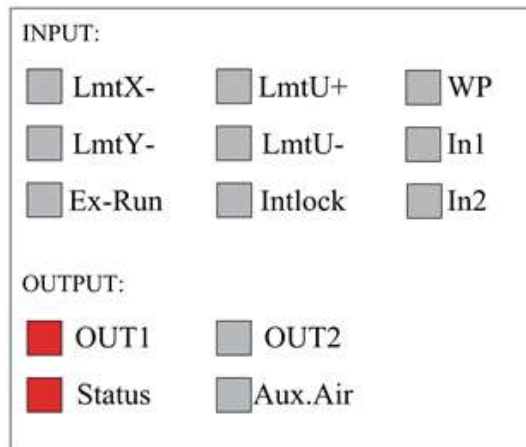 INPUT:
LmtX- LmtU+ WP
LmtY- LmtU- In1
Ex-Run Intlock In2
OUTPUT:
OUT1 OUT2
Status Aux.Air